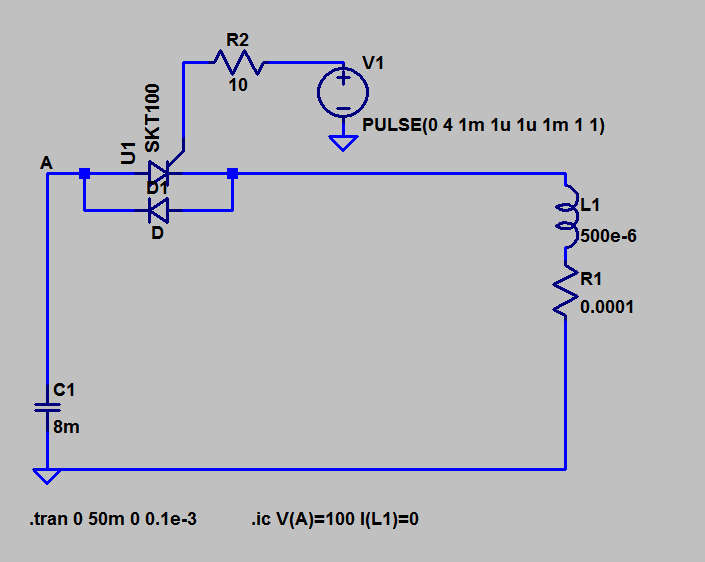 R2
V1
10
SKT100
U1
PULSE(0 4 1m 1u 1u 1m 1 1)
A
D1
D
L1
500e-6
R1
0.0001
C1
8m
.tran 0 50m 0 0.1e-3
.ic V(A)=100 I(L1)=0